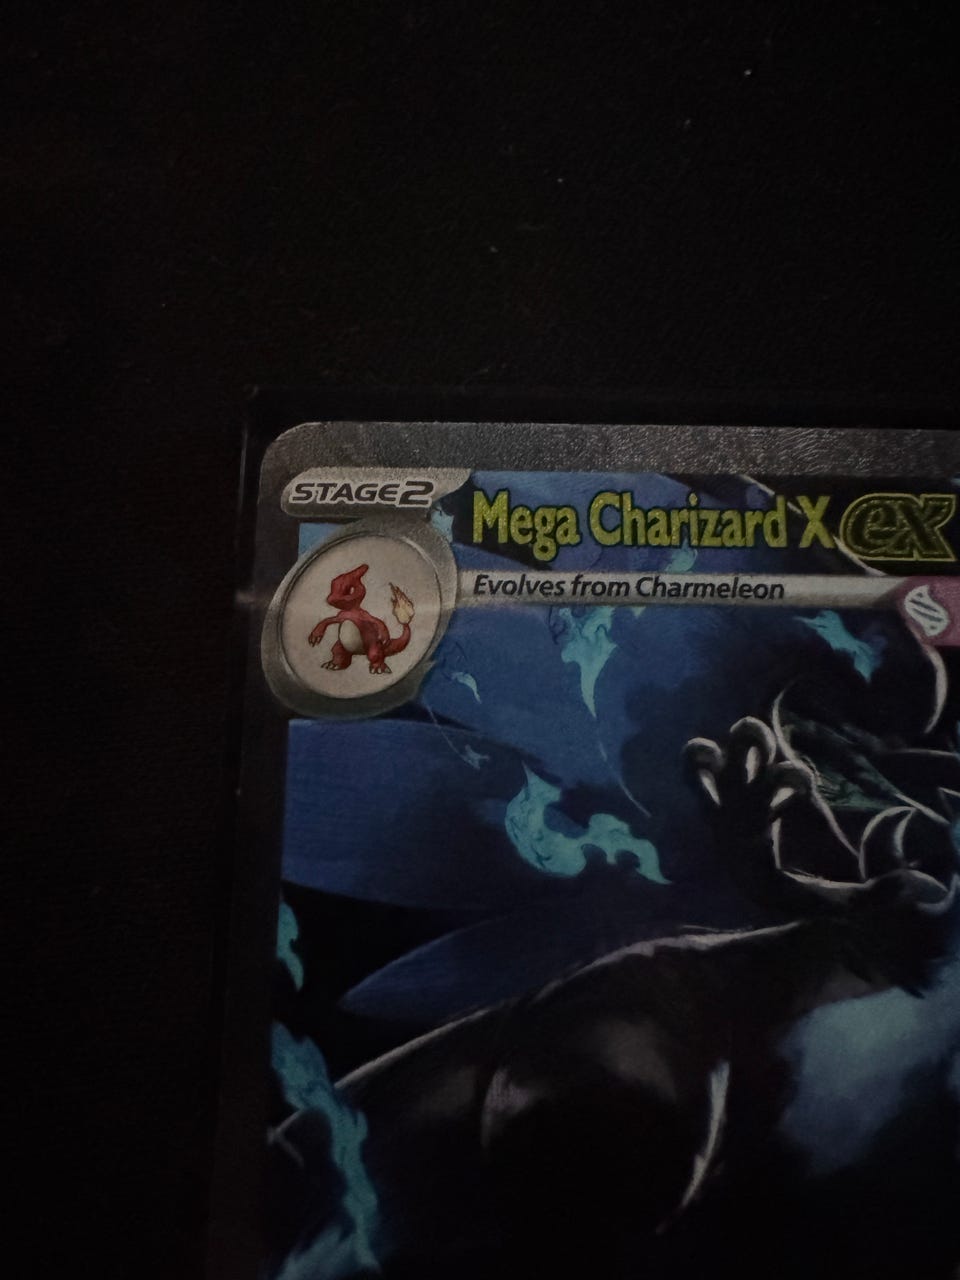 STAGE2
Mega Charizard X ex
Evolves from Charmeleon